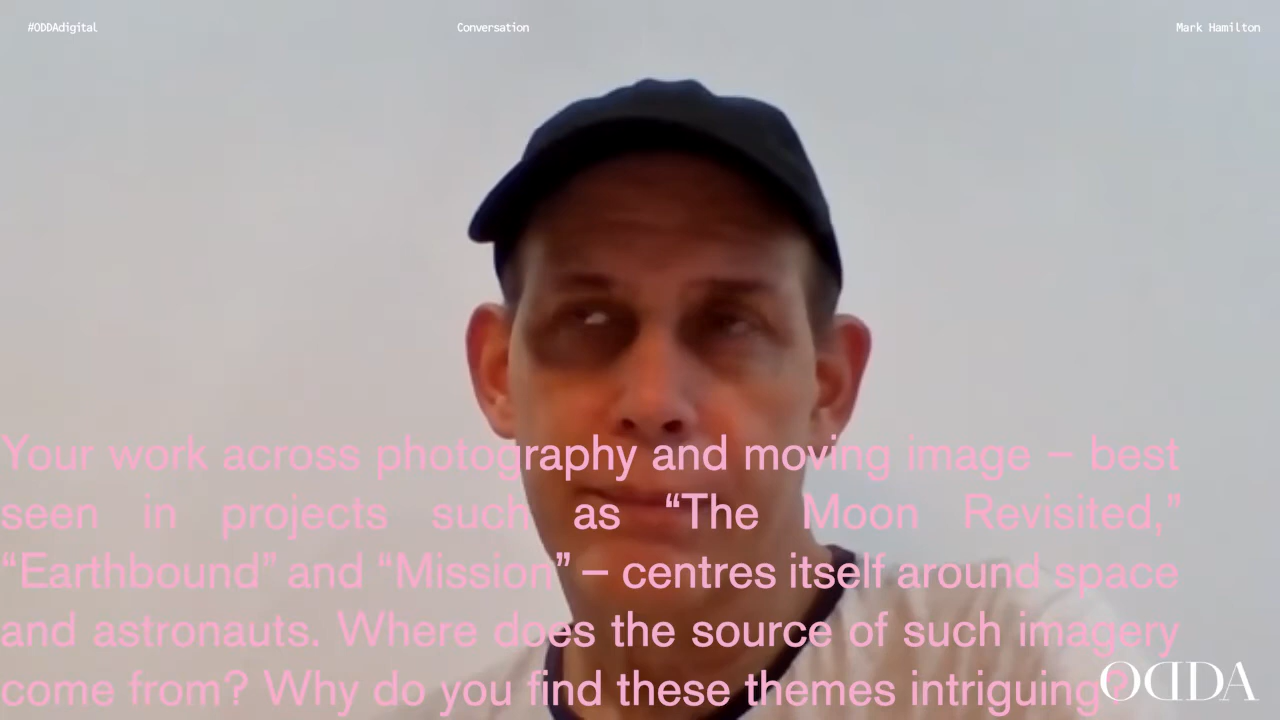 #ODDAdigital
Conversation
Mark Hamilton
Your work across photography and moving image – best
seen in projects such as “The Moon Revisited,”
“Earthbound” and “Mission” – centres itself around space
and astronauts. Where does the source of such imagery
come from? Why do you find these themes intriguing?
ODDA